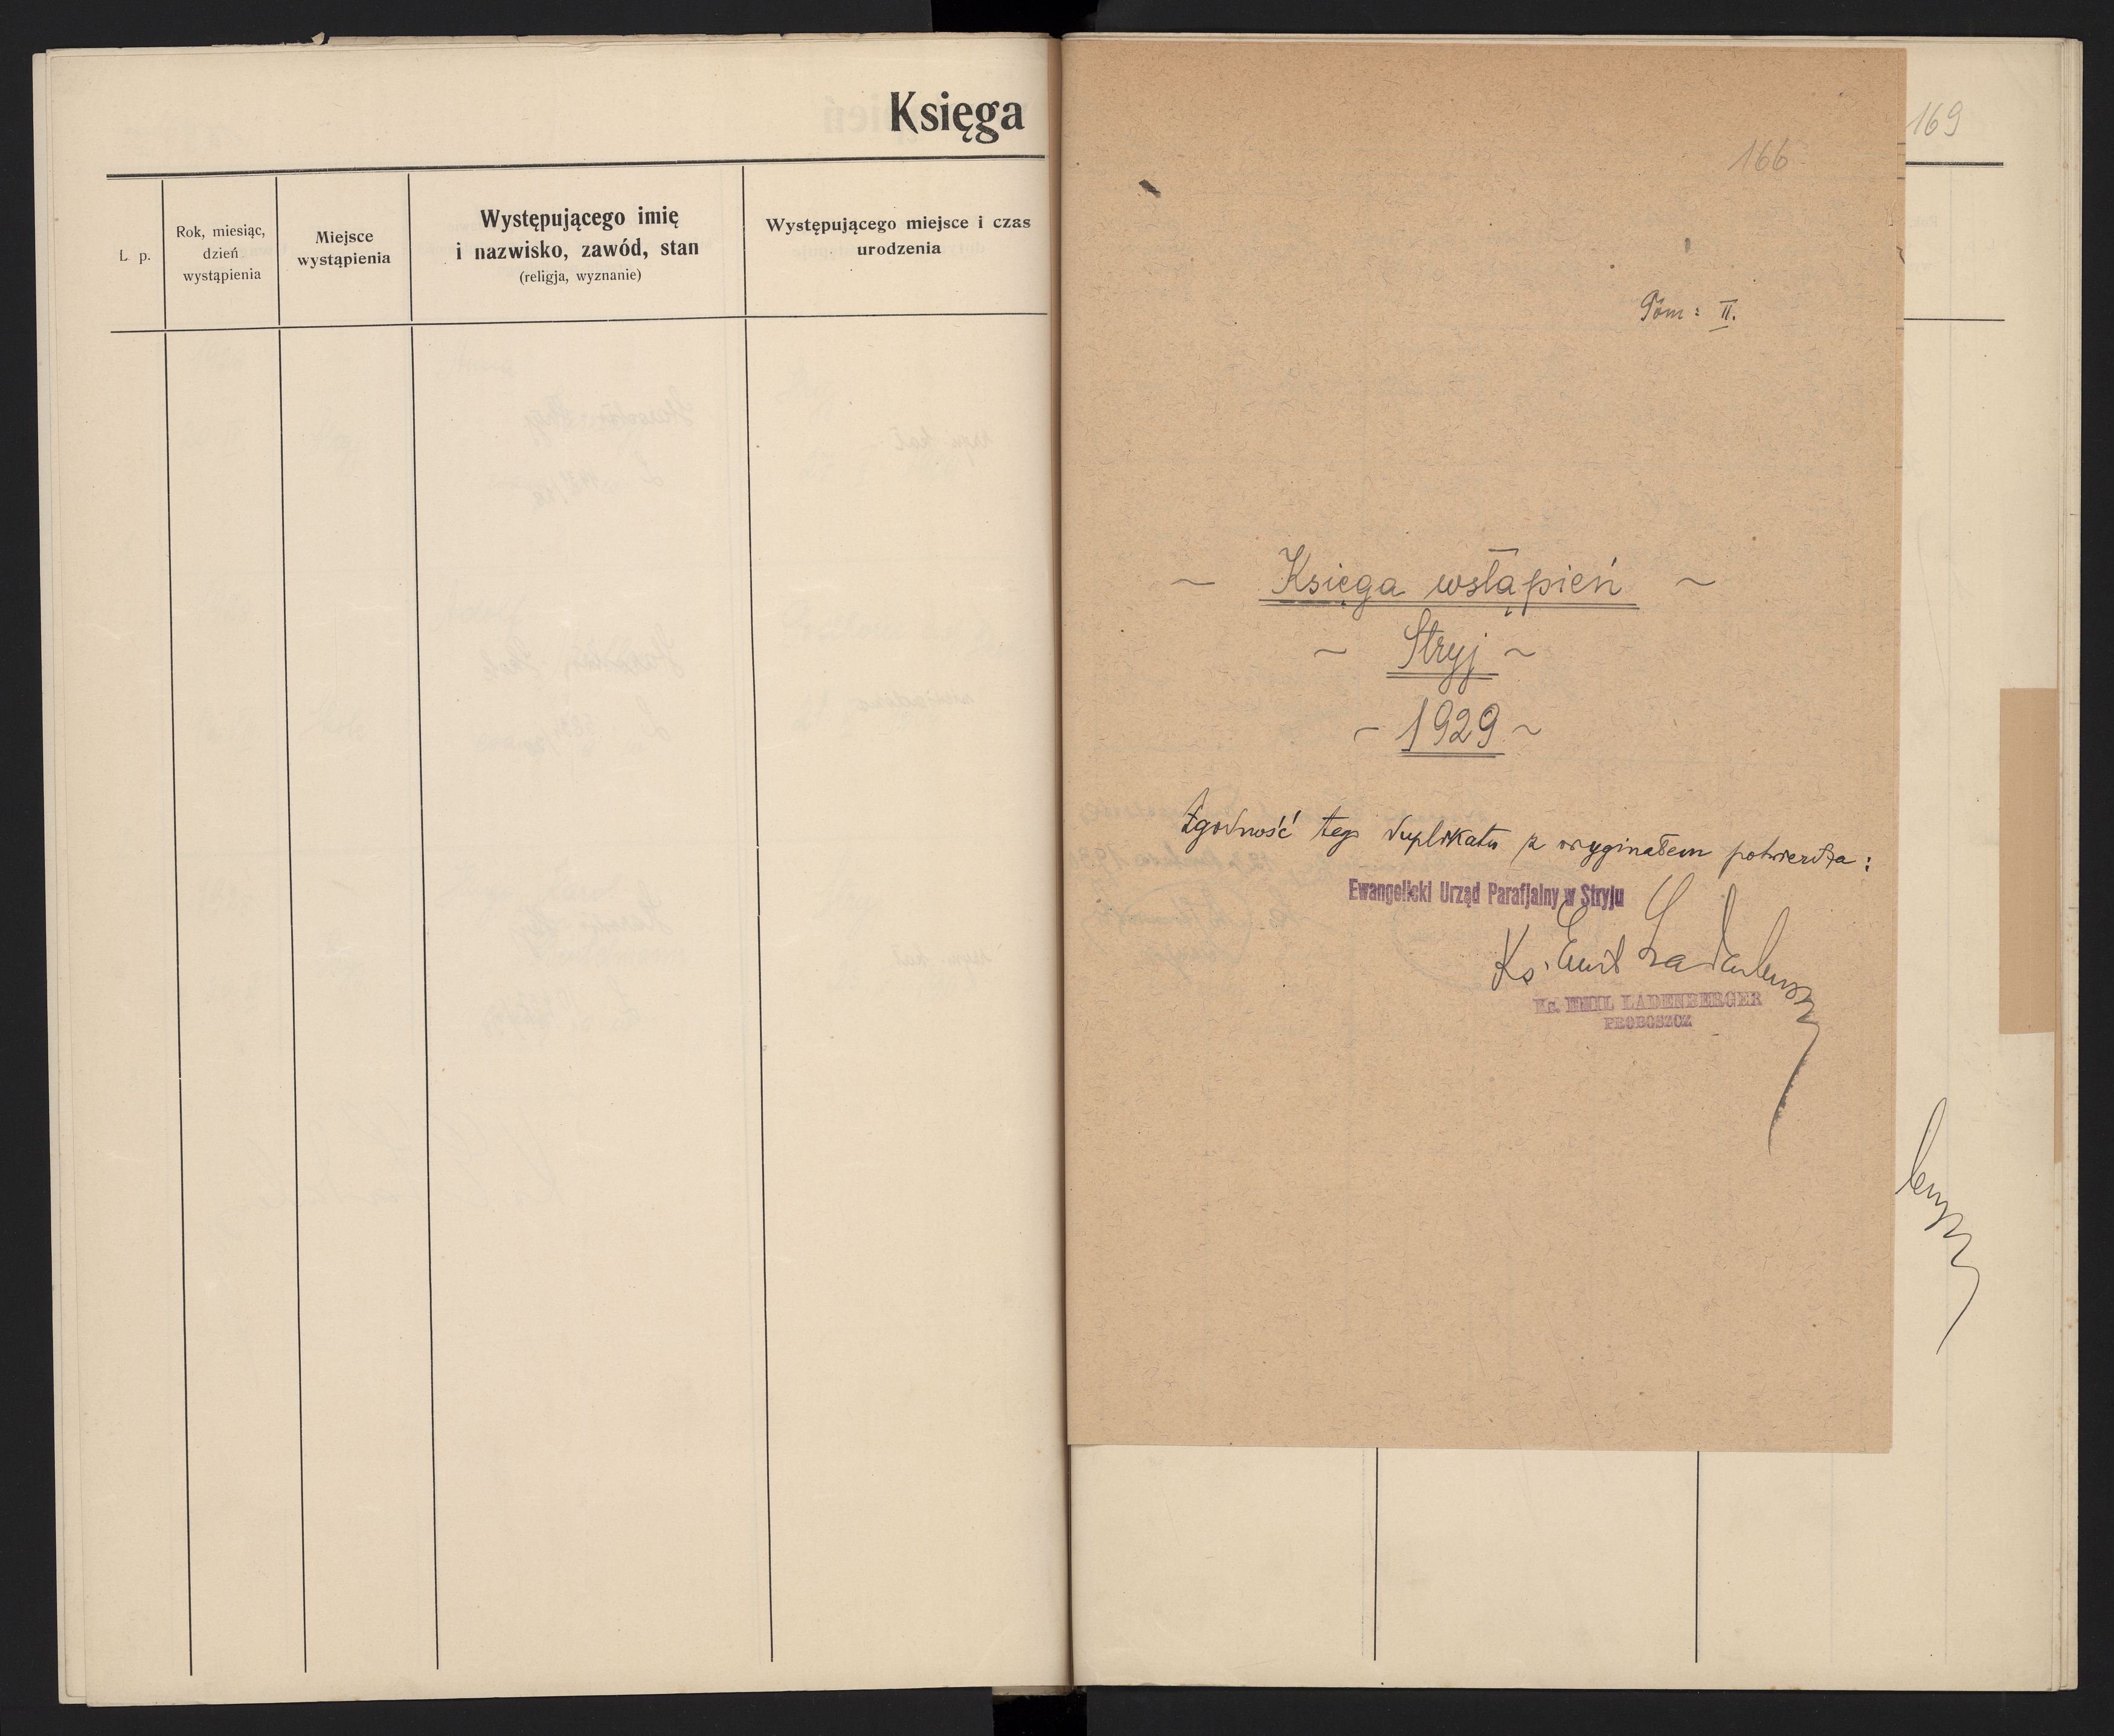 Księga
L. p.
Rok, miesiąc,
dzień
wystąpienia
Miejsce
wystąpienia
Występującego imię
i nazwisko, zawód, stan
(religja, wyznanie)
Występującego miejsce i czas
urodzenia
169
166
Tom: II.
~ Księga wstąpień ~
~ Stryj ~
~ 1929 ~
Zgodność tego duplikatu z oryginałem potwierdza:
Ewangelicki Urząd Parafjalny w Stryju
Ks. Emil Ladenberger
Ks. EMIL LADENBERGER
PROBOSZCZ